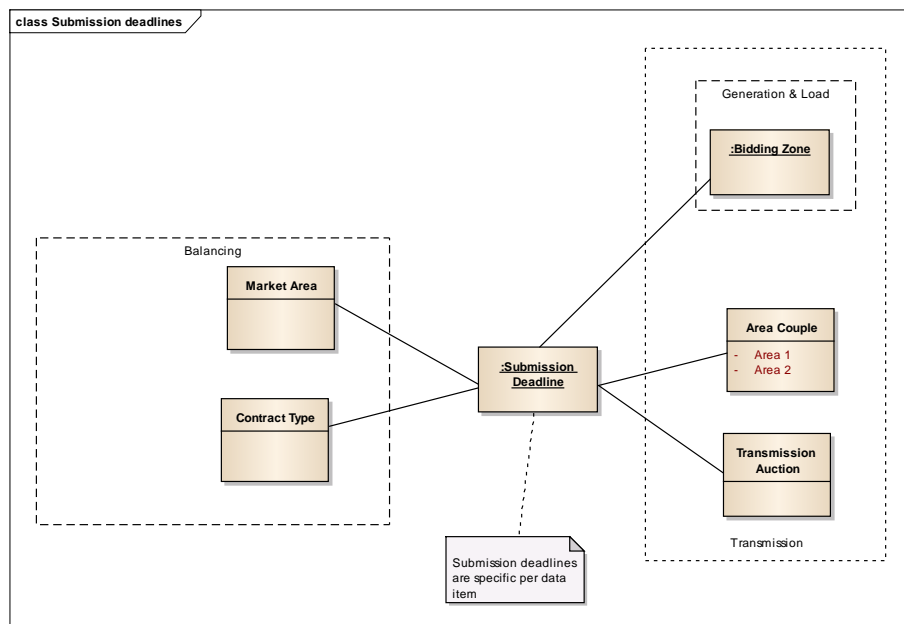 class Submission deadlines
Generation & Load
:Bidding Zone
Balancing
Market Area
Contract Type
:Submission
Deadline
Area Couple
- Area 1
- Area 2
Transmission
Auction
Transmission
Submission deadlines
are specific per data
item